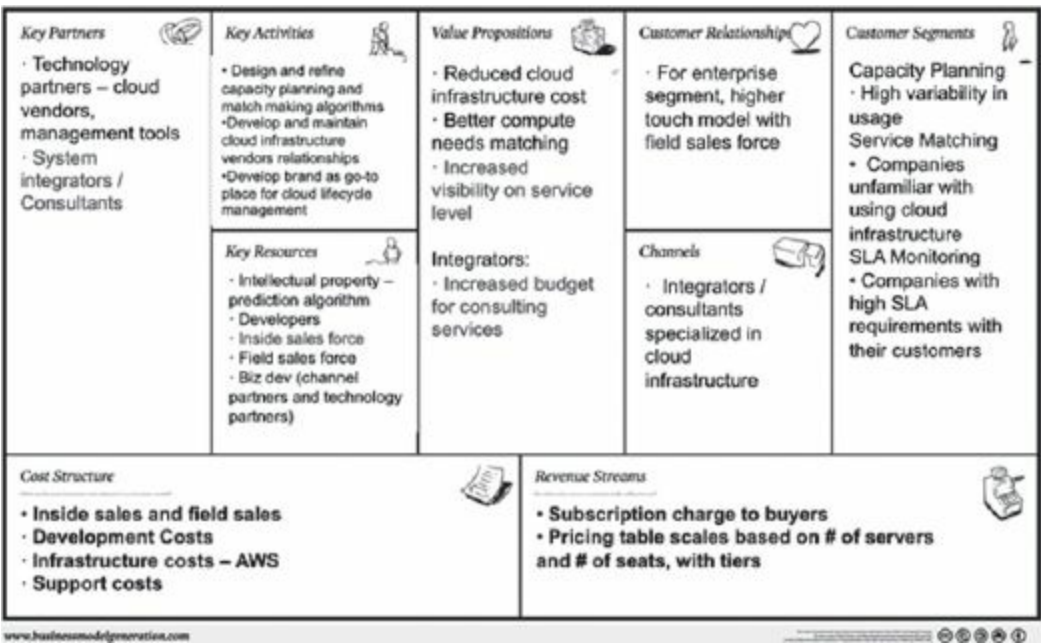 Key Partners
· Technology
partners – cloud
vendors,
management tools
· System
integrators /
Consultants
Key Activities
• Design and refine
capacity planning and
match making algorithms
•Develop and maintain
cloud infrastructure
vendors relationships
•Develop brand as go-to
place for cloud lifecycle
management
Key Resources
· Intellectual property –
prediction algorithm
· Developers
· Inside sales force
· Field sales force
· Biz dev (channel
partners and technology
partners)
Value Propositions
· Reduced cloud
infrastructure cost
· Better compute
needs matching
· Increased
visibility on service
level
Integrators:
· Increased budget
for consulting
services
Customer Relationships
· For enterprise
segment, higher
touch model with
field sales force
Channels
· Integrators /
consultants
specialized in
cloud
infrastructure
Customer Segments
Capacity Planning
· High variability in
usage
Service Matching
• Companies
unfamiliar with
using cloud
infrastructure
SLA Monitoring
• Companies with
high SLA
requirements with
their customers
Cost Structure
• Inside sales and field sales
• Development Costs
· Infrastructure costs – AWS
· Support costs
Revenue Streams
• Subscription charge to buyers
• Pricing table scales based on # of servers
and # of seats, with tiers
www.businessmodelgeneration.com